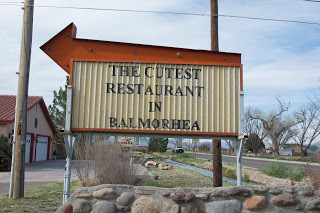 THE CUTEST
RESTAURANT
IN
BALMORHEA